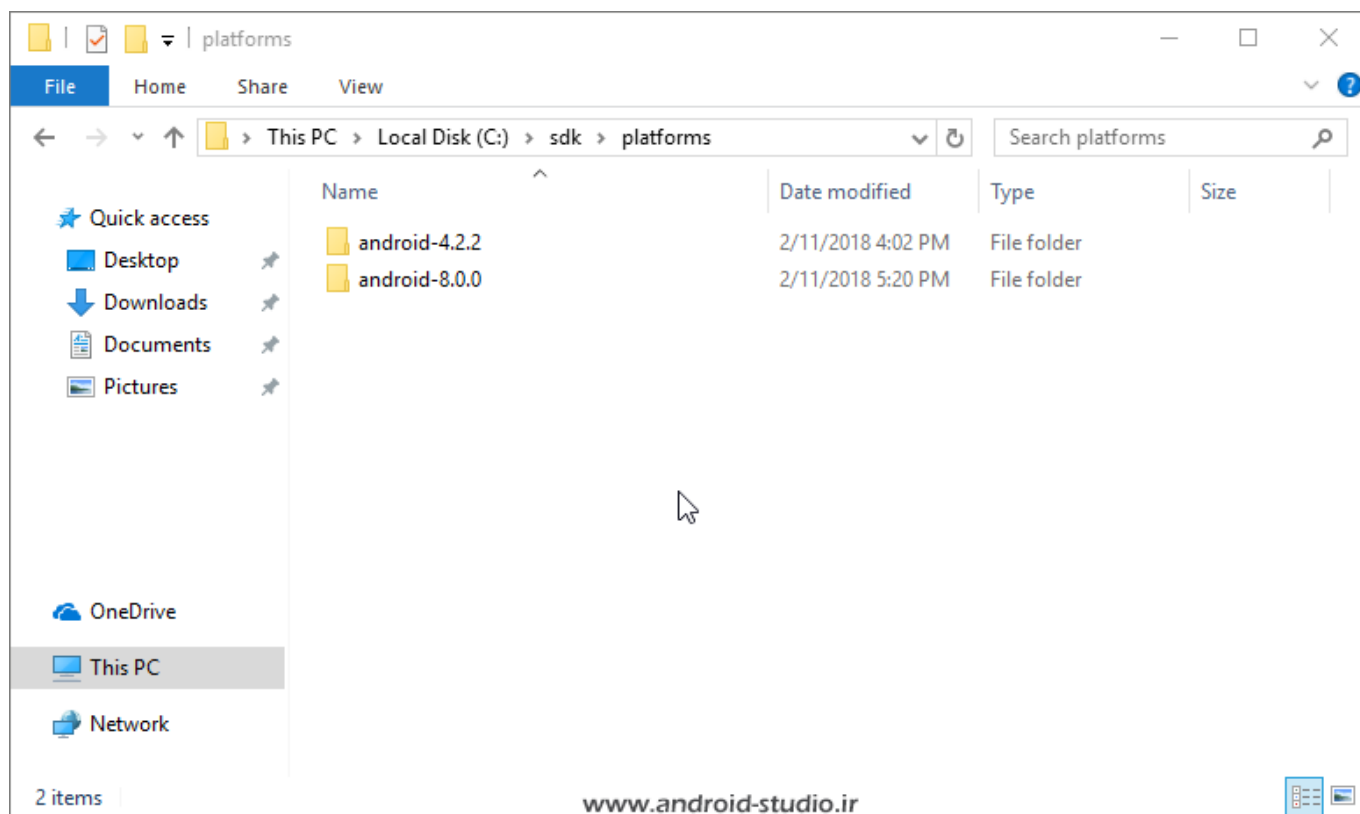 platforms
File Home Share View
This PC Local Disk (C:) sdk platforms Search platforms
Name Date modified Type Size
Quick access
android-4.2.2 2/11/2018 4:02 PM File folder
Desktop
android-8.0.0 2/11/2018 5:20 PM File folder
Downloads
Documents
Pictures
OneDrive
This PC
Network
2 items
www.android-studio.ir